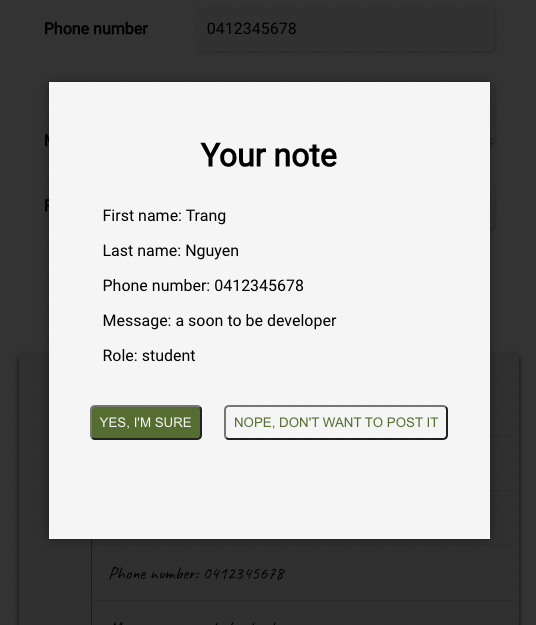 Phone number
0412345678
Your note
First name: Trang
Last name: Nguyen
Phone number: 0412345678
Message: a soon to be developer
Role: student
YES, I'M SURE
NOPE, DON'T WANT TO POST IT
Phone number: 0412345678